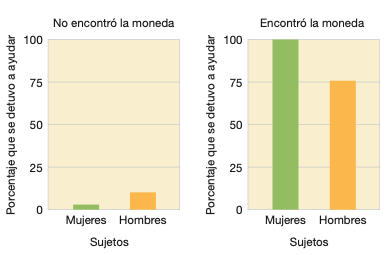 No encontró la moneda
Porcentaje que se detuvo a ayudar
100
75
50
25
0
Mujeres Hombres
Sujetos
Encontró la moneda
Porcentaje que se detuvo a ayudar
100
75
50
25
0
Mujeres Hombres
Sujetos